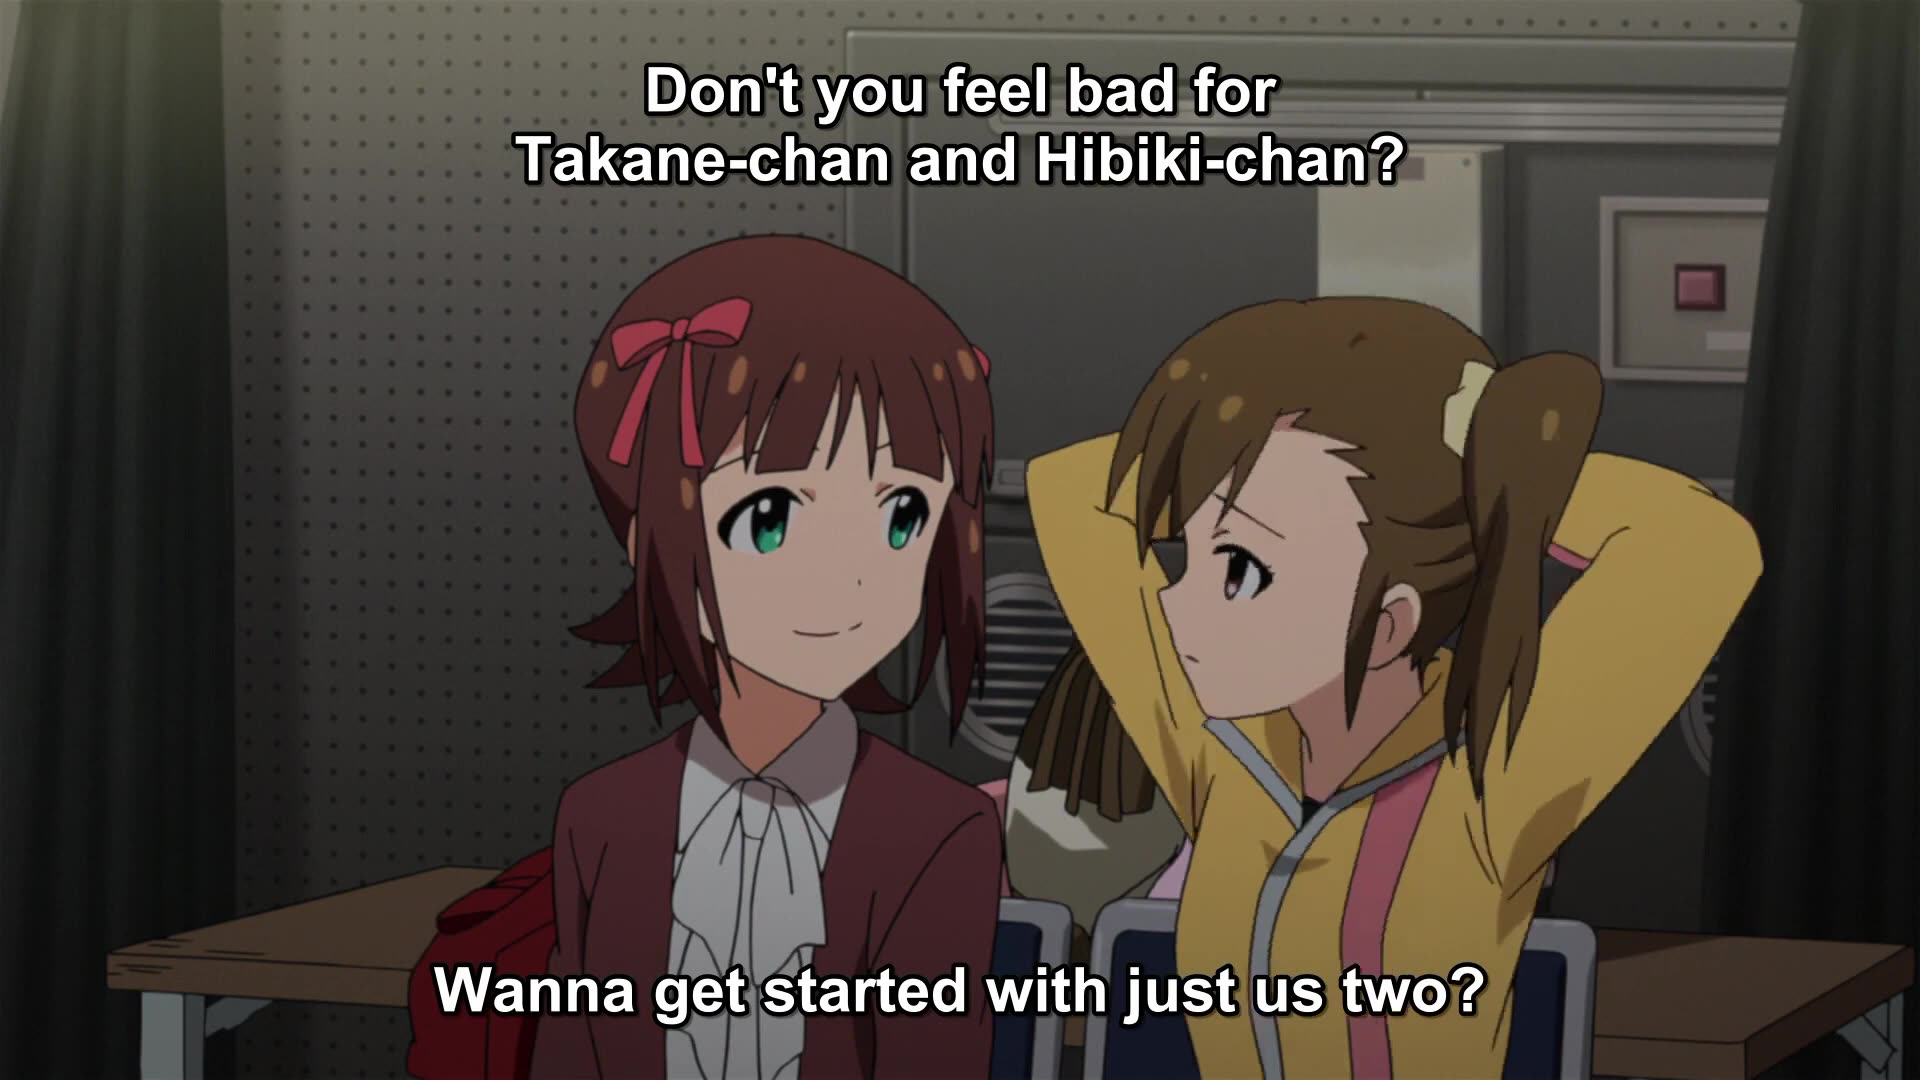 Don't you feel bad for
Takane-chan and Hibiki-chan?
Wanna get started with just us two?